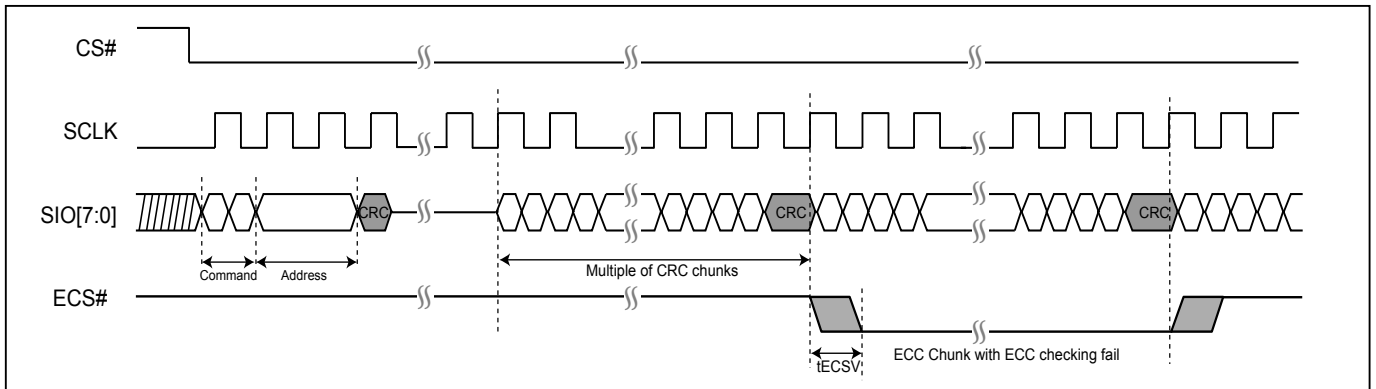 CS#
SCLK
SIO[7:0]
CRC
CRC
CRC
Command
Address
Multiple of CRC chunks
ECS#
tECSV
ECC Chunk with ECC checking fail